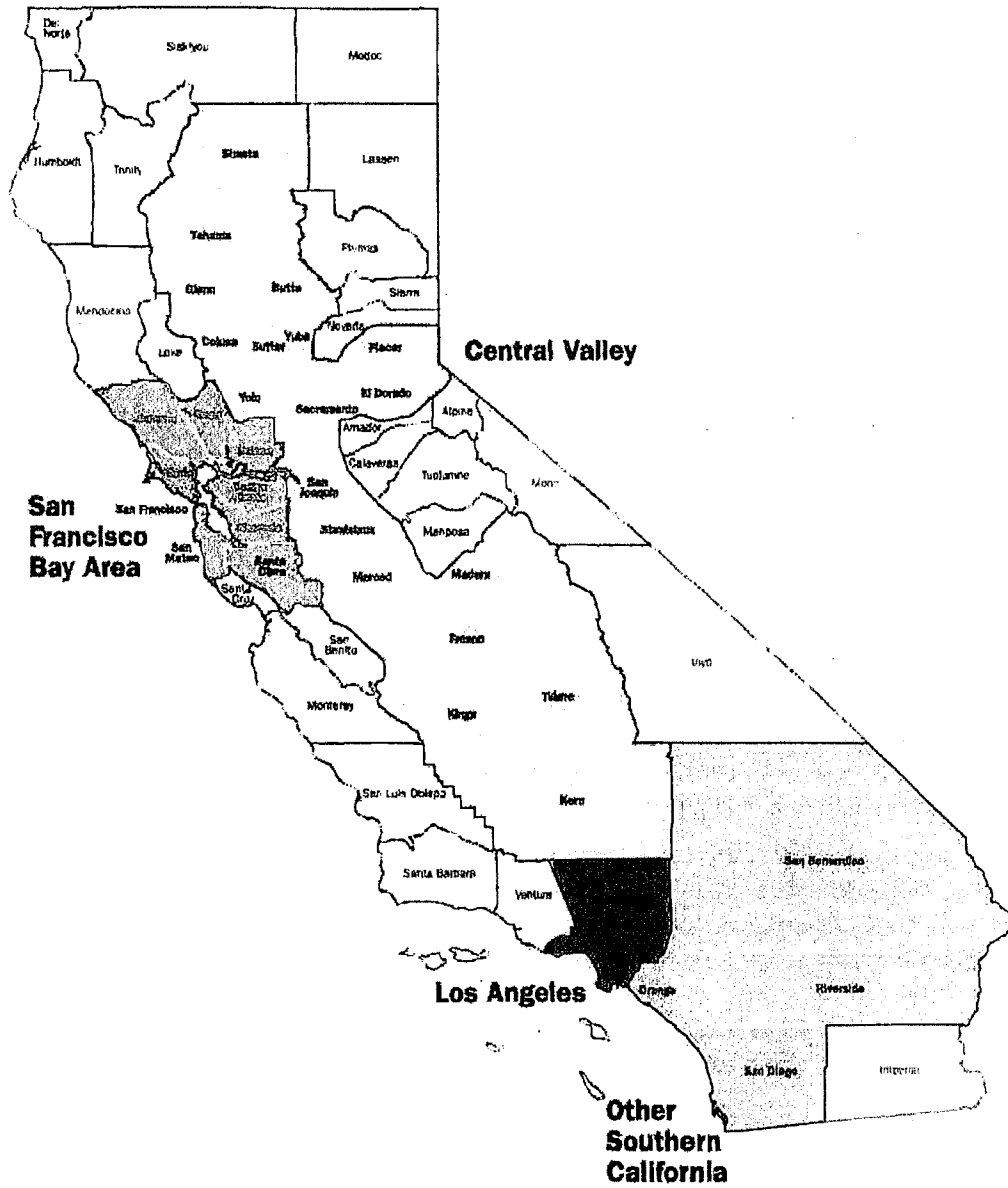 Del
Norte
Siskiyou
Modoc
Humboldt
Trinity
Shasta
Lassen
Tehama
Plumas
Glenn
Butte
Sierra
Mendocino
Nevada
Yuba
Colusa
Sutter
Placer
Lake
Central Valley
El Dorado
Yolo
Sacramento
Alpine
Amador
Calaveras
San
Joaquin
Tuolumne
Mono
San
Francisco
Bay Area
San Francisco
Stanislaus
Mariposa
San
Mateo
Santa
Clara
Merced
Madera
Santa
Cruz
Fresno
San
Benito
Inyo
Tulare
Monterey
Kings
San Luis Obispo
Kern
San Bernardino
Santa Barbara
Ventura
Los Angeles
Orange
Riverside
San Diego
Imperial
Other
Southern
California